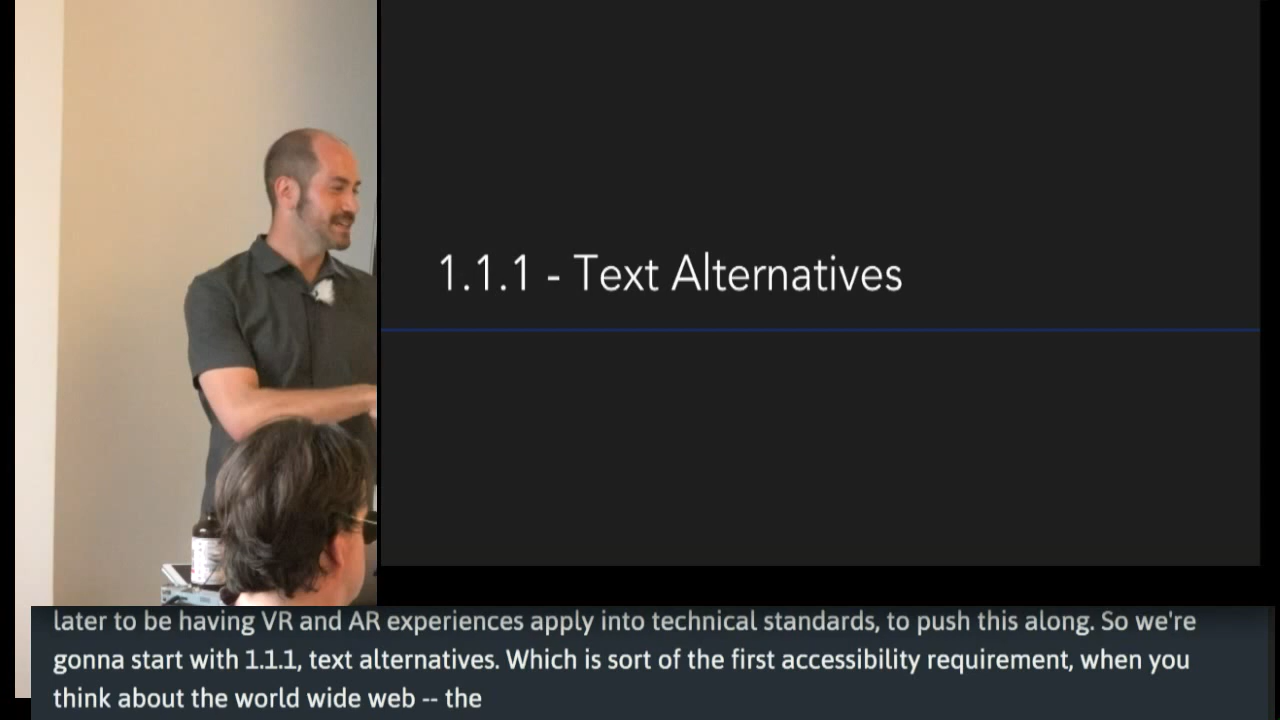 1.1.1 - Text Alternatives
later to be having VR and AR experiences apply into technical standards, to push this along. So we're
gonna start with 1.1.1, text alternatives. Which is sort of the first accessibility requirement, when you
think about the world wide web -- the